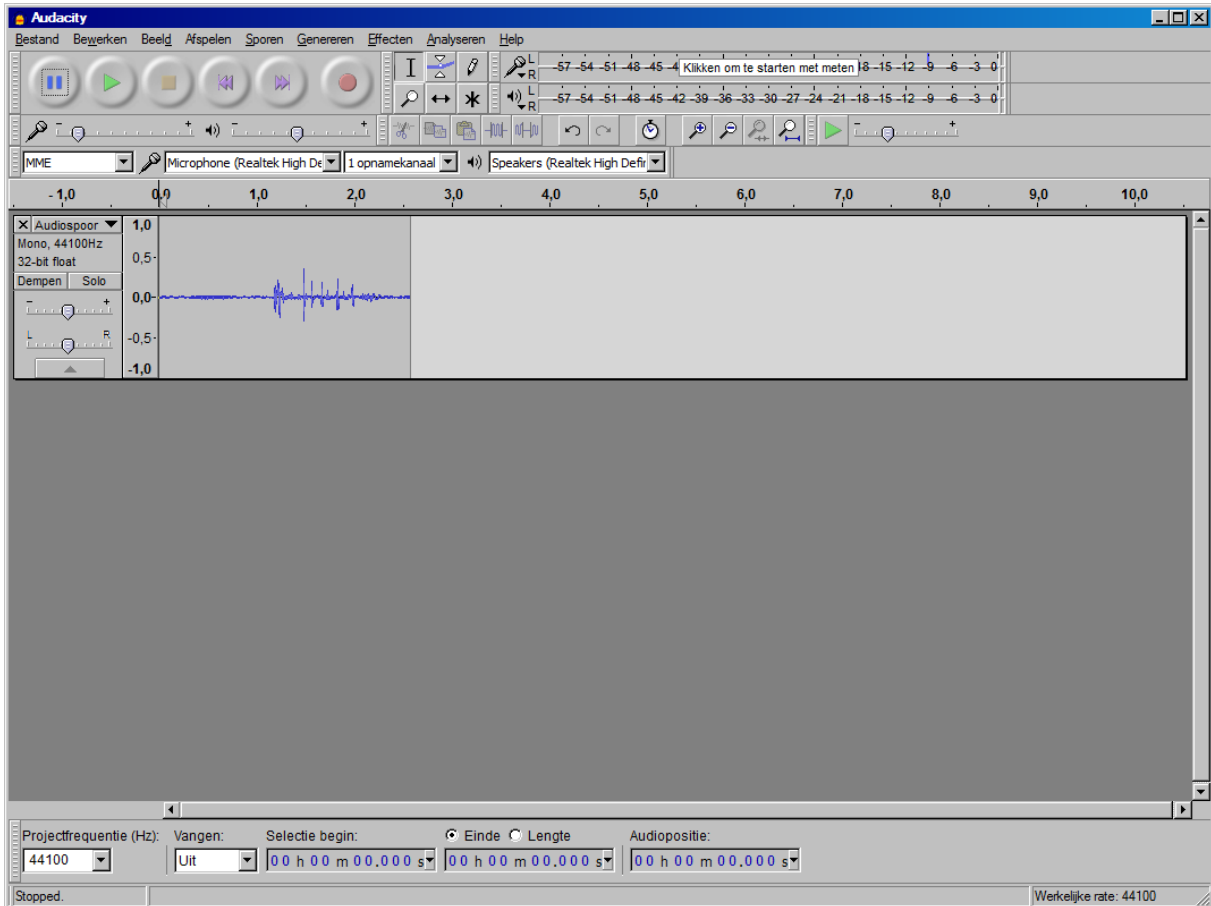 Audacity
Bestand Bewerken Beeld Afspelen Sporen Genereren Effecten Analyseren Help
L -57 -54 -51 -48 -45 -4 Klikken om te starten met meten 18 -15 -12 -9 -6 -3 0
R
L -57 -54 -51 -48 -45 -42 -39 -36 -33 -30 -27 -24 -21 -18 -15 -12 -9 -6 -3 0
R
- + - + - +
MME Microphone (Realtek High De 1 opnamekanaal Speakers (Realtek High Defir
- 1,0 0,0 1,0 2,0 3,0 4,0 5,0 6,0 7,0 8,0 9,0 10,0
X Audiospoor 1,0
Mono, 44100Hz
32-bit float 0,5-
Dempen Solo
- + 0,0-
L R -0,5-
-1,0
Projectfrequentie (Hz): Vangen: Selectie begin: Einde Lengte Audiopositie:
44100 Uit 00 h 00 m 00.000 s 00 h 00 m 00.000 s 00 h 00 m 00.000 s
Stopped. Werkelijke rate: 44100